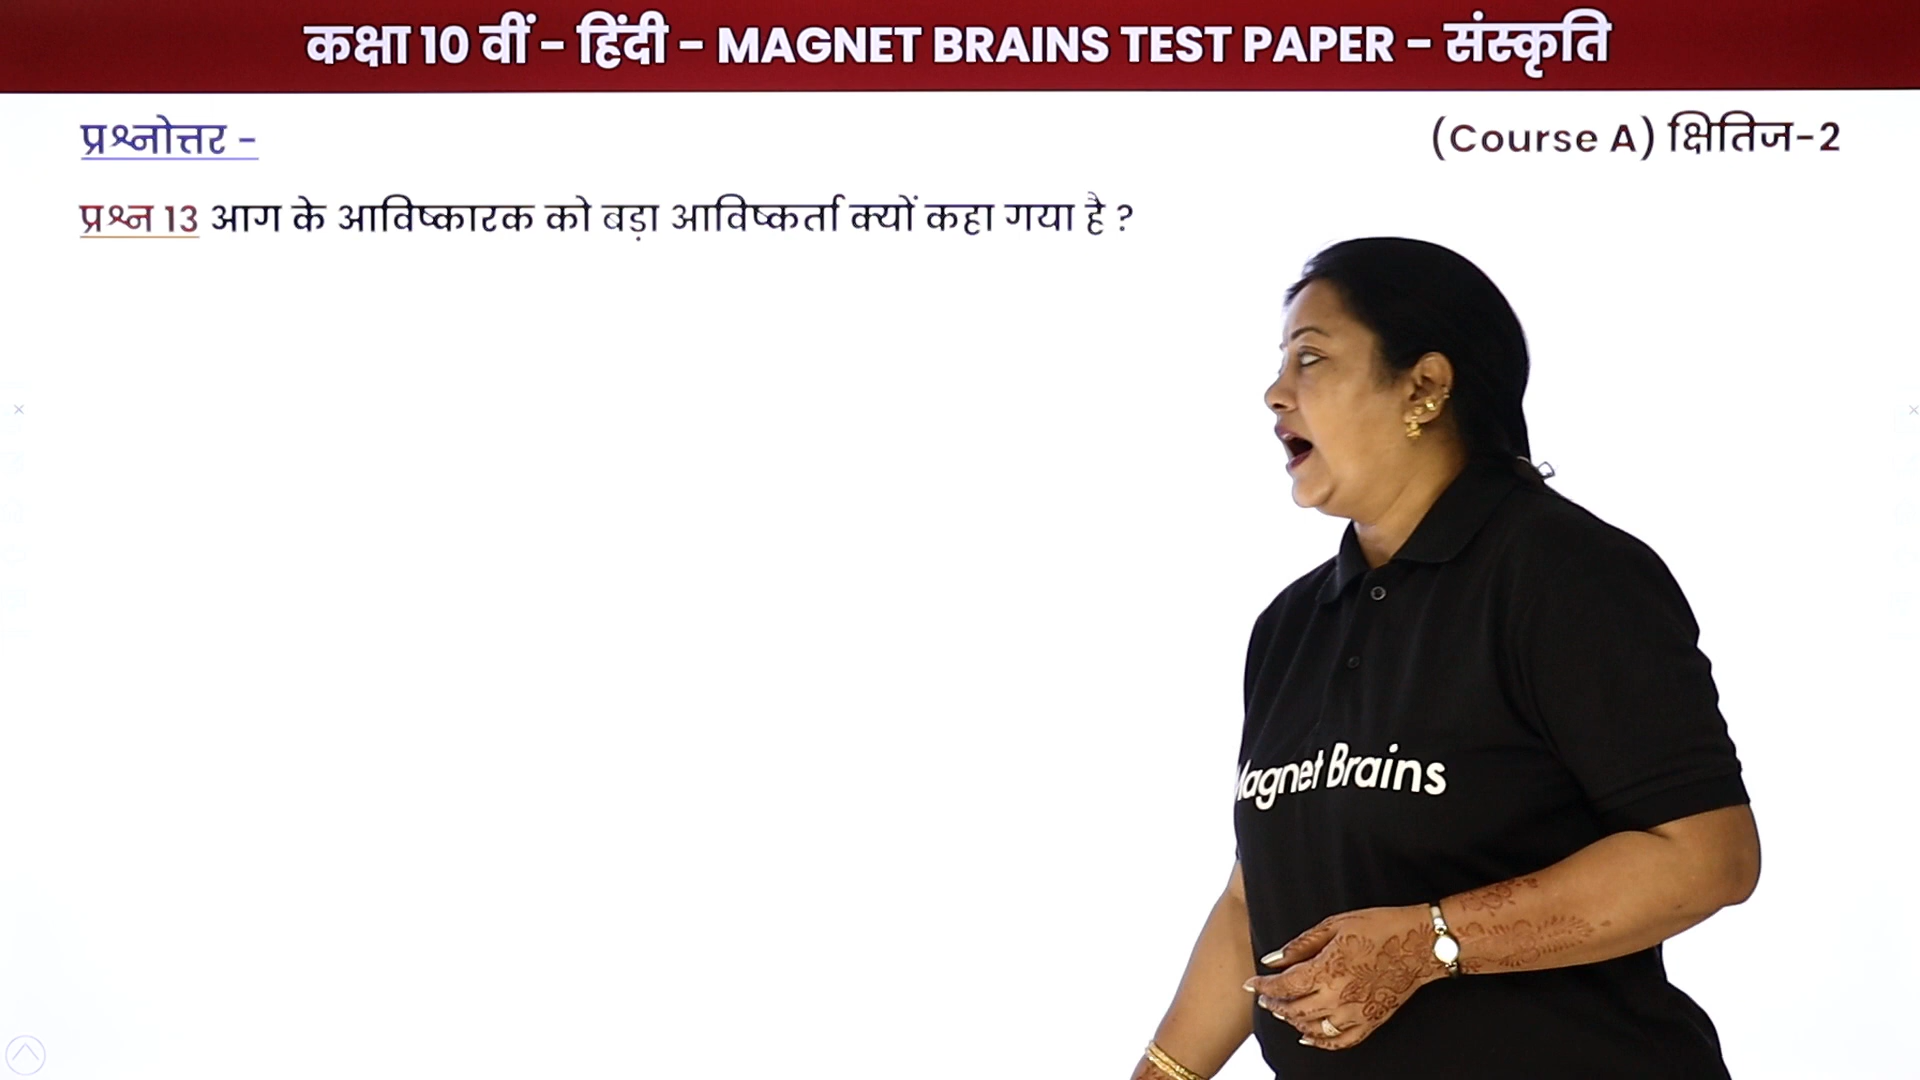 कक्षा 10 वीं - हिंदी - MAGNET BRAINS TEST PAPER - संस्कृति
प्रश्नोत्तर -
(Course A) क्षितिज-2
प्रश्न 13 आग के आविष्कारक को बड़ा आविष्कर्ता क्यों कहा गया है ?
Magnet Brains